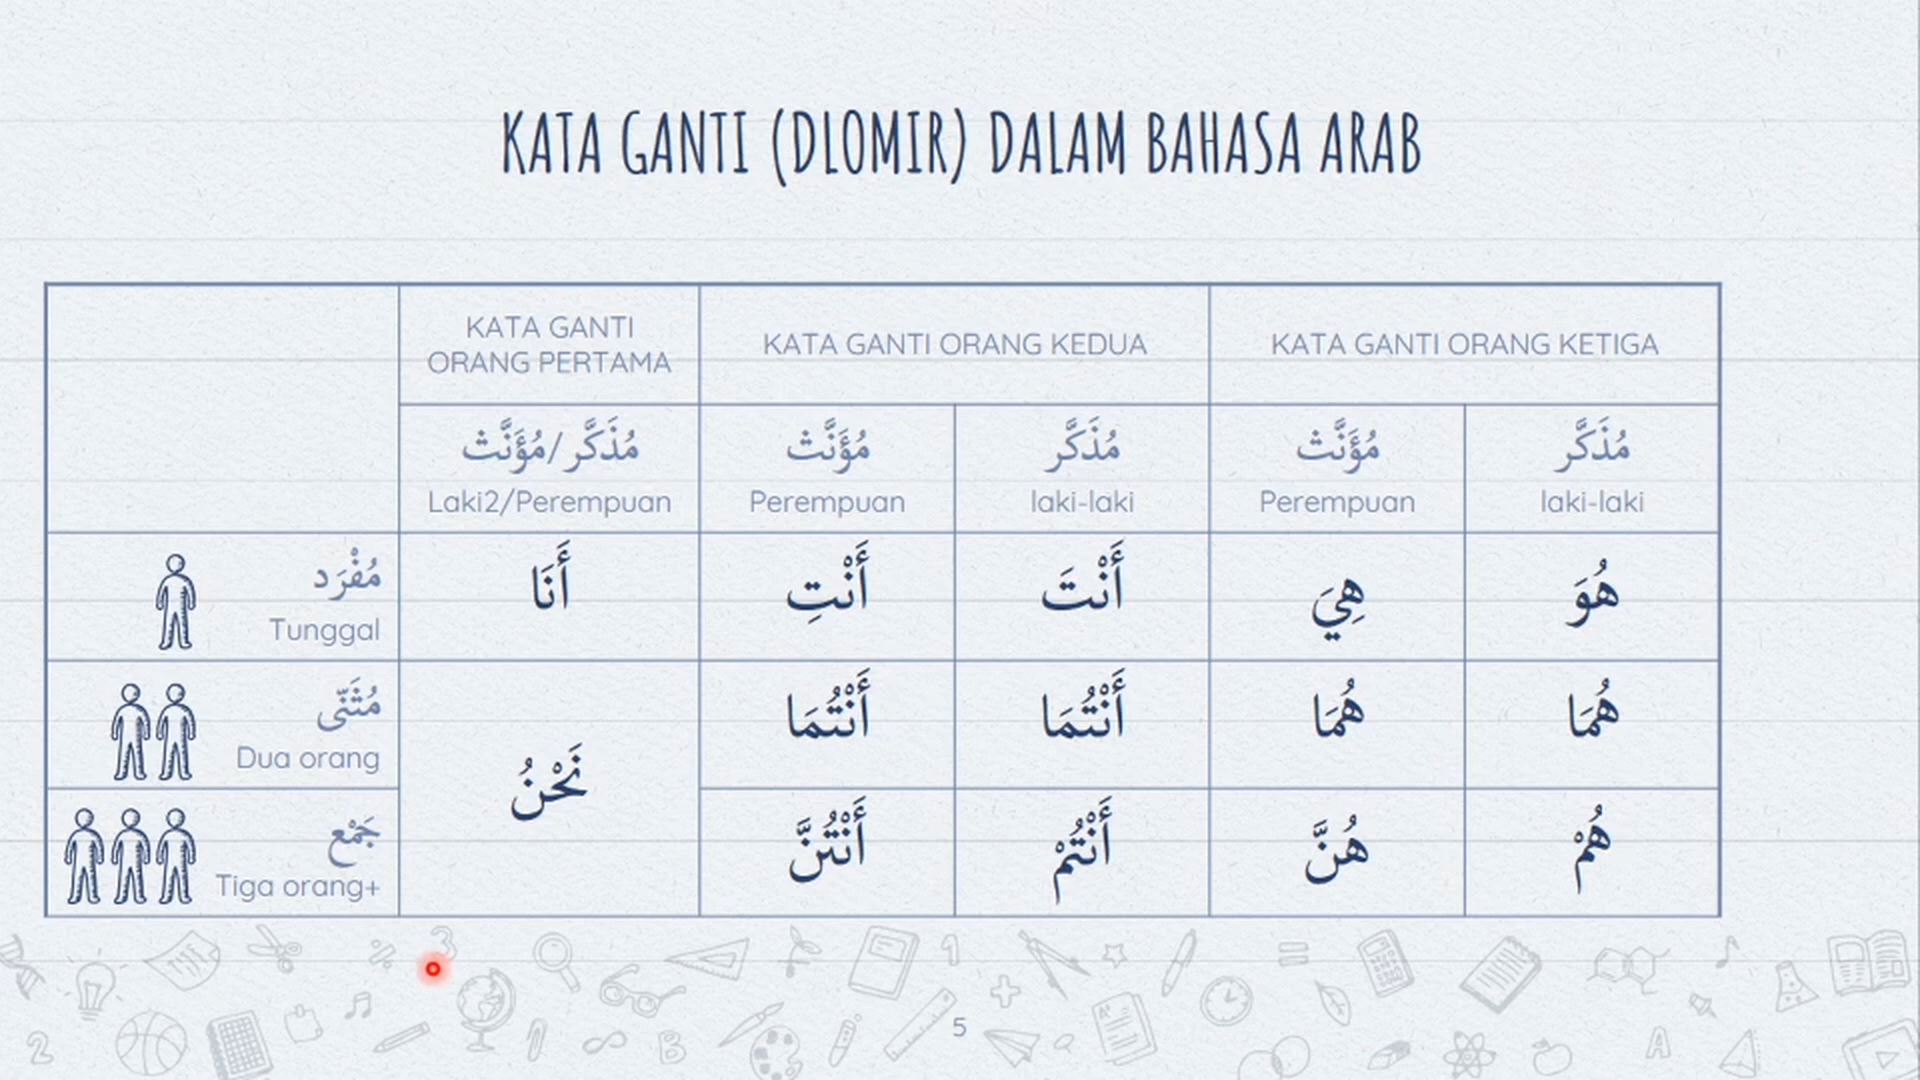 KATA GANTI (DLOMIR) DALAM BAHASA ARAB
KATA GANTI
ORANG PERTAMA
KATA GANTI ORANG KEDUA
KATA GANTI ORANG KETIGA
مُذَكَّر/مُؤَنَّث
مُؤَنَّث
مُذَكَّر
مُؤَنَّث
مُذَكَّر
Laki2/Perempuan
Perempuan
laki-laki
Perempuan
laki-laki
مُفْرَد
Tunggal
أَنَا
أَنْتِ
أَنْتَ
هِيَ
هُوَ
مُثَنّى
Dua orang
نَحْنُ
أَنْتُمَا
أَنْتُمَا
هُمَا
هُمَا
جَمْع
Tiga orang+
أَنْتُنَّ
أَنْتُمْ
هُنَّ
هُمْ
5